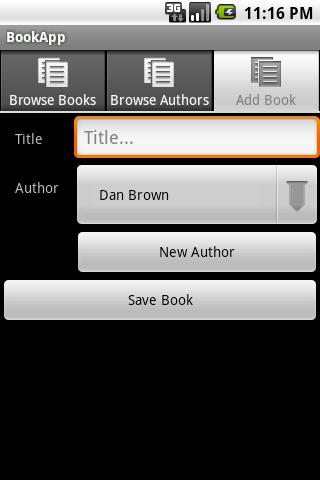 3G 11:16 PM
BookApp
Browse Books Browse Authors Add Book
Title Title...
Author Dan Brown
New Author
Save Book